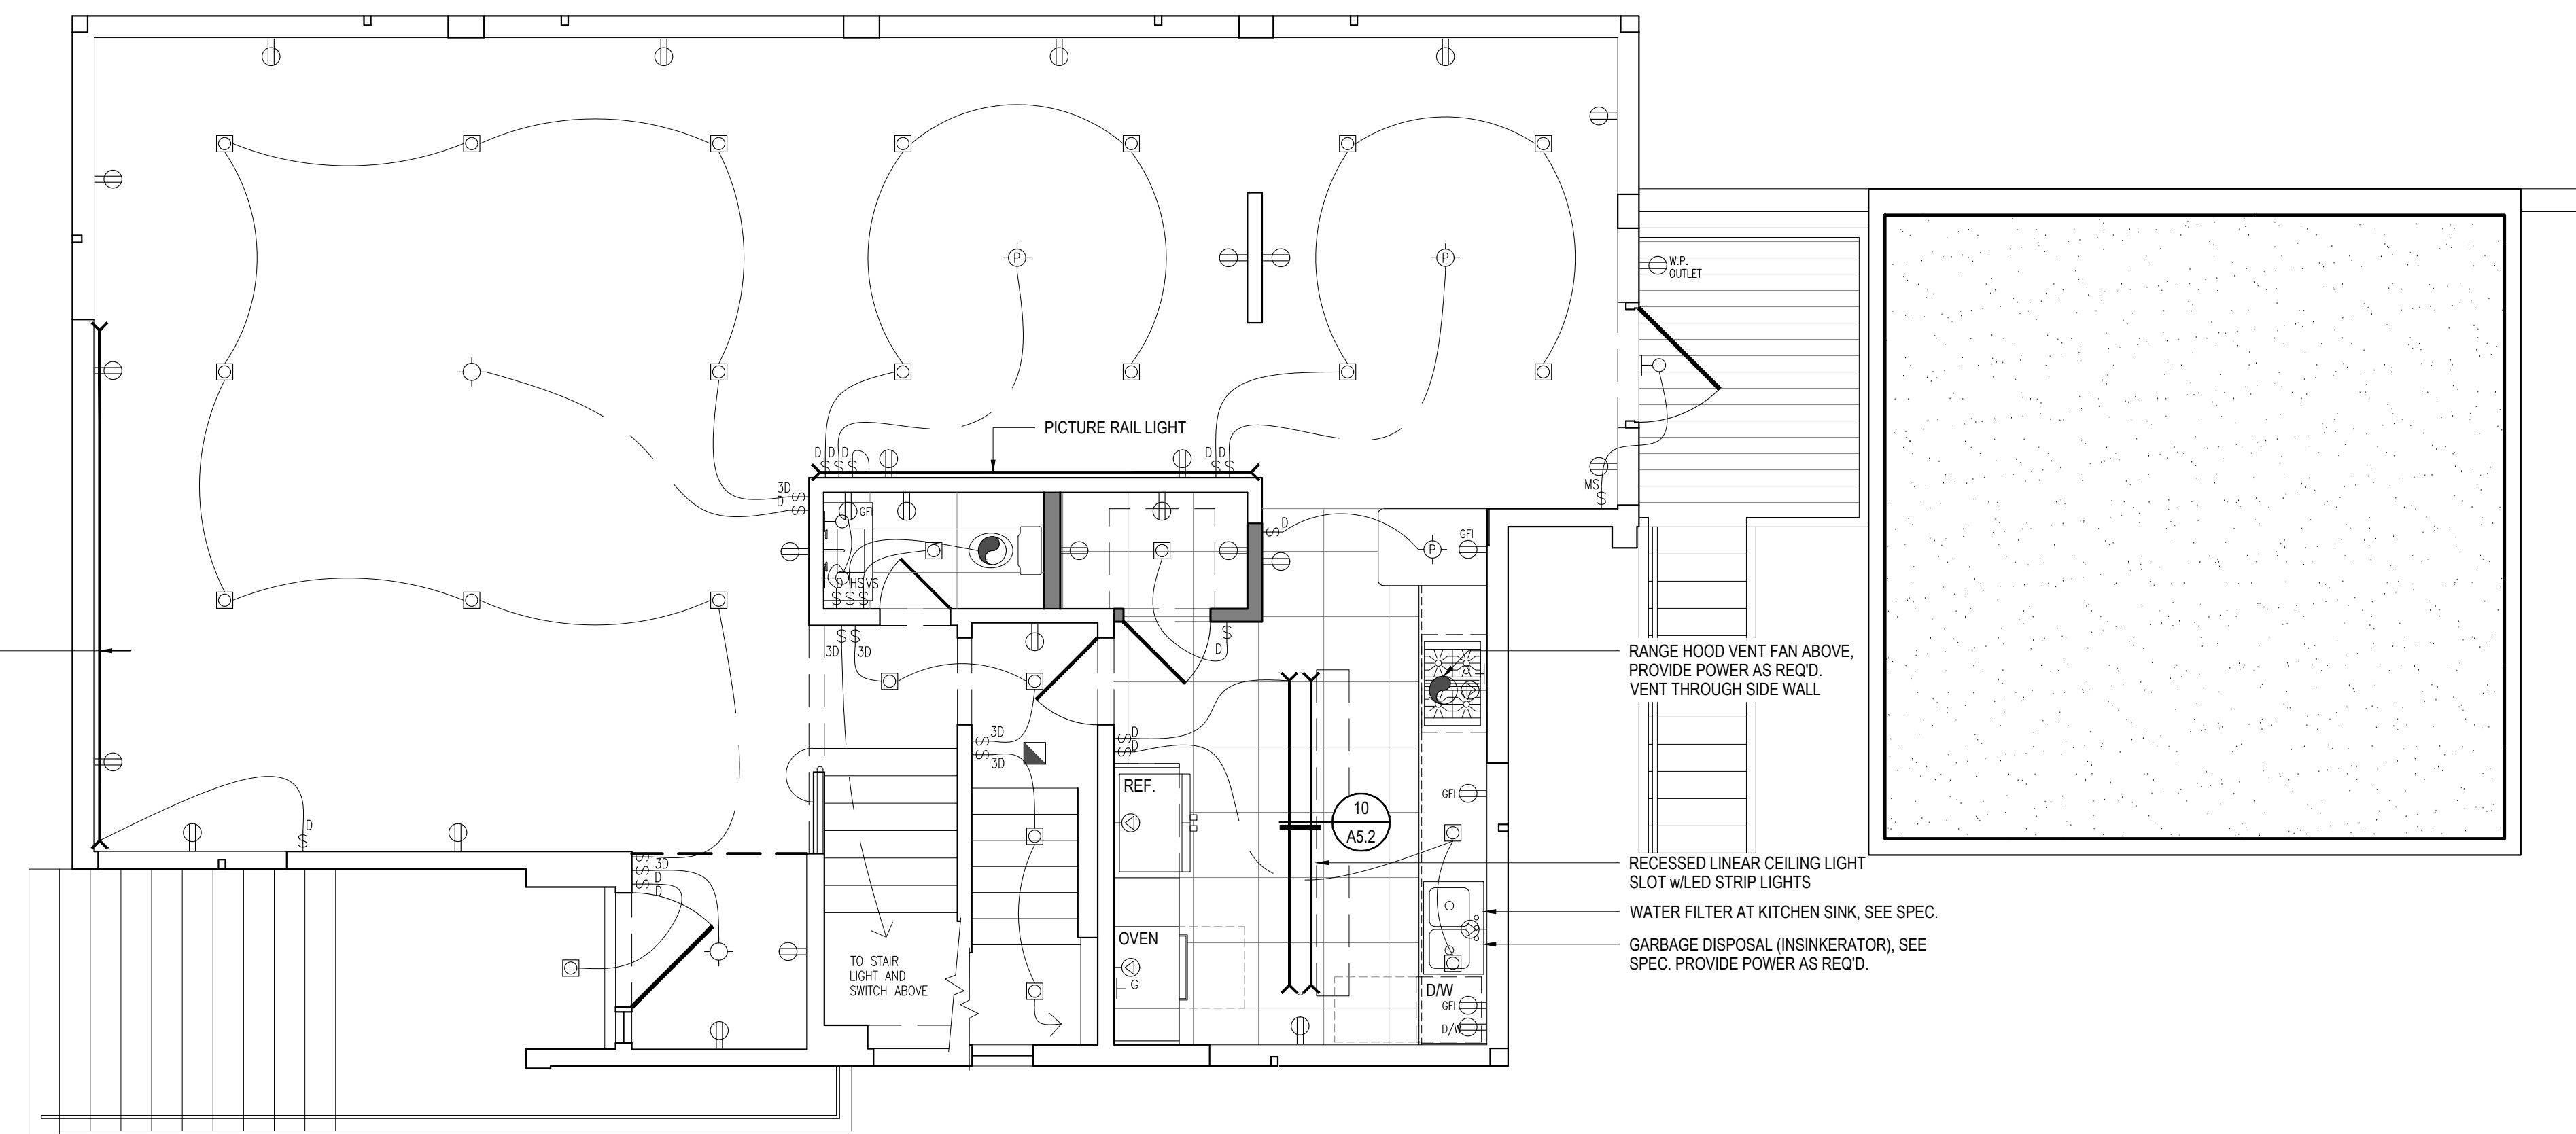 W.P.
OUTLET
PICTURE RAIL LIGHT
D D D
S S S
D D
S S
MS
S
3D S
D S
GFI
D HS VS
S S S
S D
P
P
P
GFI
S S
3D 3D
S
D
S 3D
S 3D
S D
S D
RANGE HOOD VENT FAN ABOVE,
PROVIDE POWER AS REQ'D.
VENT THROUGH SIDE WALL
REF.
GFI
10
A5.2
D
S
S 3D
S D
S D
RECESSED LINEAR CEILING LIGHT
SLOT w/LED STRIP LIGHTS
WATER FILTER AT KITCHEN SINK, SEE SPEC.
OVEN
GARBAGE DISPOSAL (INSINKERATOR), SEE
SPEC. PROVIDE POWER AS REQ'D.
TO STAIR
LIGHT AND
SWITCH ABOVE
G
D/W
GFI
D/W